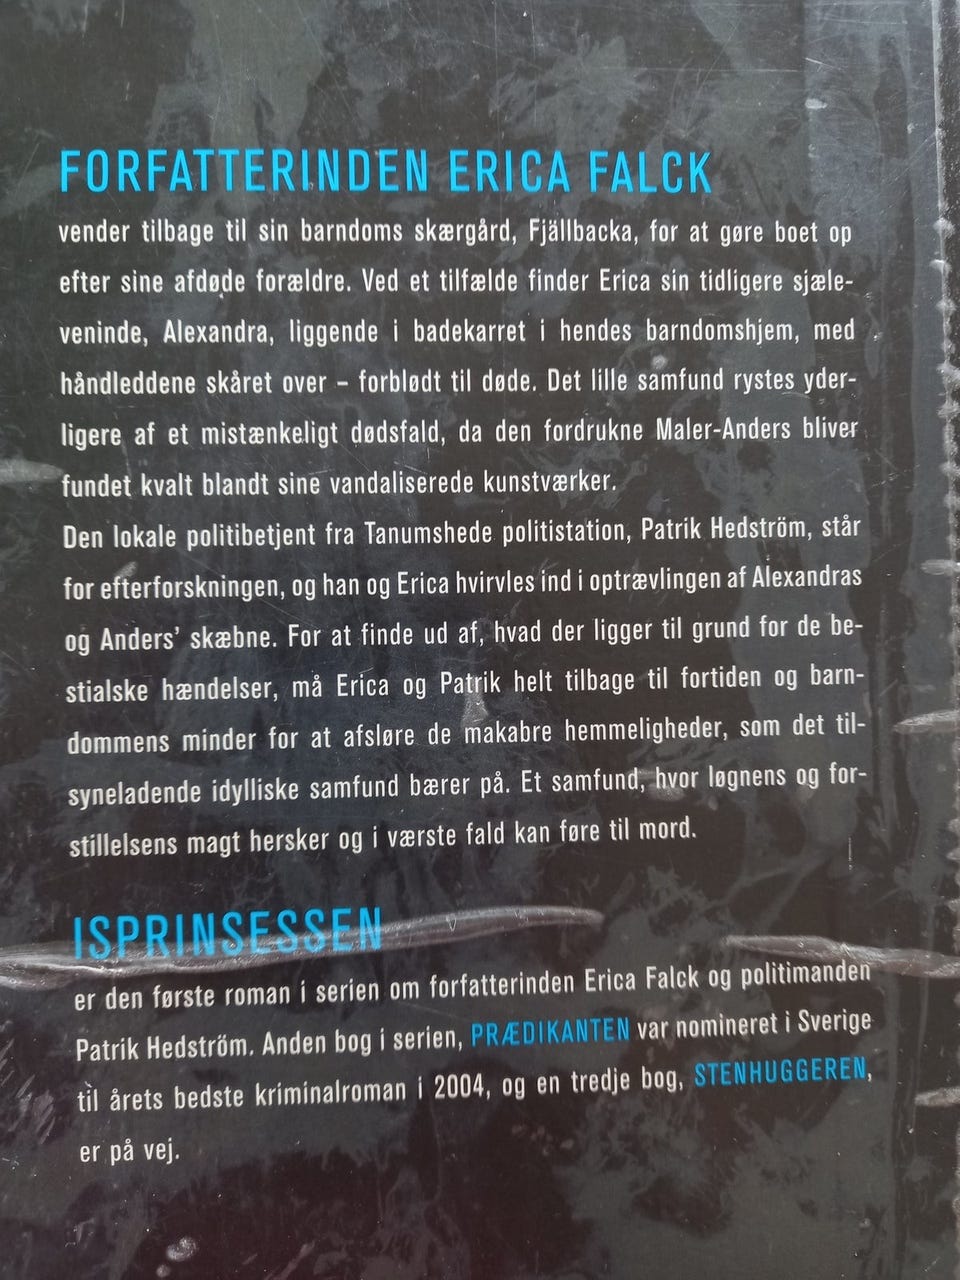 FORFATTERINDEN ERICA FALCK
vender tilbage til sin barndoms skærgård, Fjällbacka, for at gøre boet op
efter sine afdøde forældre. Ved et tilfælde finder Erica sin tidligere sjæle-
veninde, Alexandra, liggende i badekarret i hendes barndomshjem, med
håndleddene skåret over – forblødt til døde. Det lille samfund rystes yder-
ligere af et mistænkeligt dødsfald, da den fordrukne Maler-Anders bliver
fundet kvalt blandt sine vandaliserede kunstværker.
Den lokale politibetjent fra Tanumshede politistation, Patrik Hedström, står
for efterforskningen, og han og Erica hvirvles ind i optrævlingen af Alexandras
og Anders’ skæbne. For at finde ud af, hvad der ligger til grund for de be-
stialske hændelser, må Erica og Patrik helt tilbage til fortiden og barn-
dommens minder for at afsløre de makabre hemmeligheder, som det til-
syneladende idylliske samfund bærer på. Et samfund, hvor løgnens og for-
stillelsens magt hersker og i værste fald kan føre til mord.
ISPRINSESSEN
er den første roman i serien om forfatterinden Erica Falck og politimanden
Patrik Hedström. Anden bog i serien, PRÆDIKANTEN var nomineret i Sverige
til årets bedste kriminalroman i 2004, og en tredje bog, STENHUGGEREN,
er på vej.